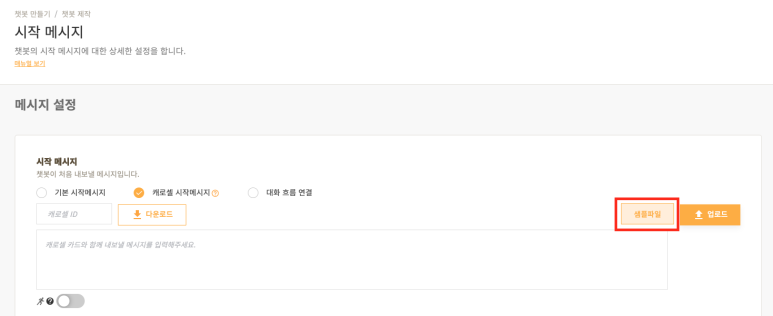 챗봇 만들기 / 챗봇 제작
시작 메시지
챗봇의 시작 메시지에 대한 상세한 설정을 합니다.
매뉴얼 보기
메시지 설정
시작 메시지
챗봇이 처음 내보낼 메시지입니다.
기본 시작메시지 캐로셀 시작메시지 ? 대화 흐름 연결
캐로셀 ID 다운로드 샘플파일 업로드
캐로셀 카드와 함께 내보낼 메시지를 입력해주세요.